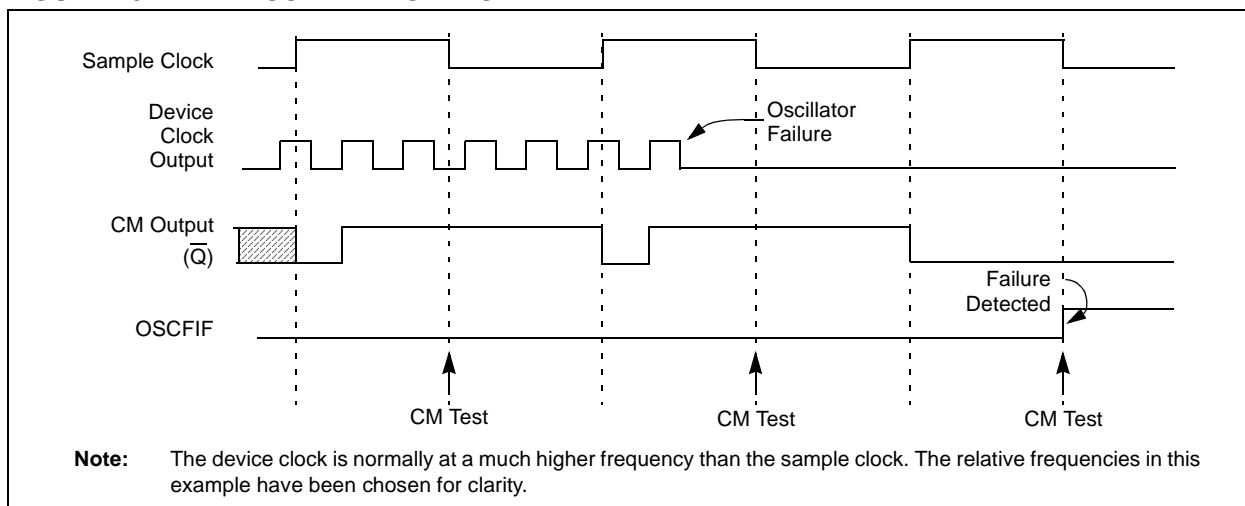 Sample Clock
Device
Clock
Output
Oscillator
Failure
CM Output
(Q̅)
Failure
Detected
OSCFIF
CM Test
CM Test
CM Test
Note: The device clock is normally at a much higher frequency than the sample clock. The relative frequencies in this
example have been chosen for clarity.